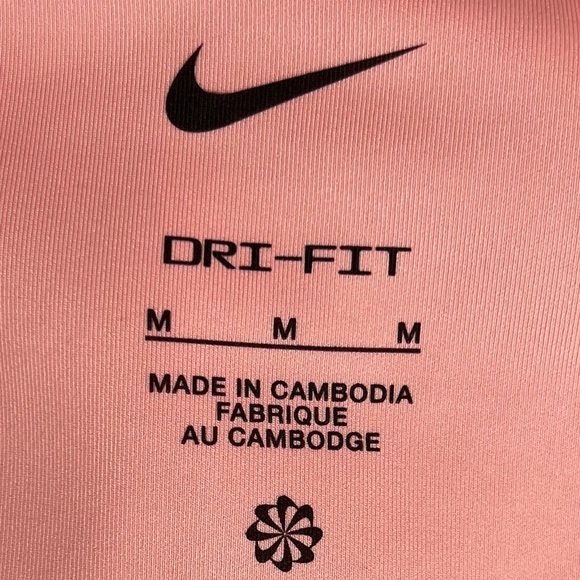 DRI-FIT
M M M
MADE IN CAMBODIA
FABRIQUE
AU CAMBODGE